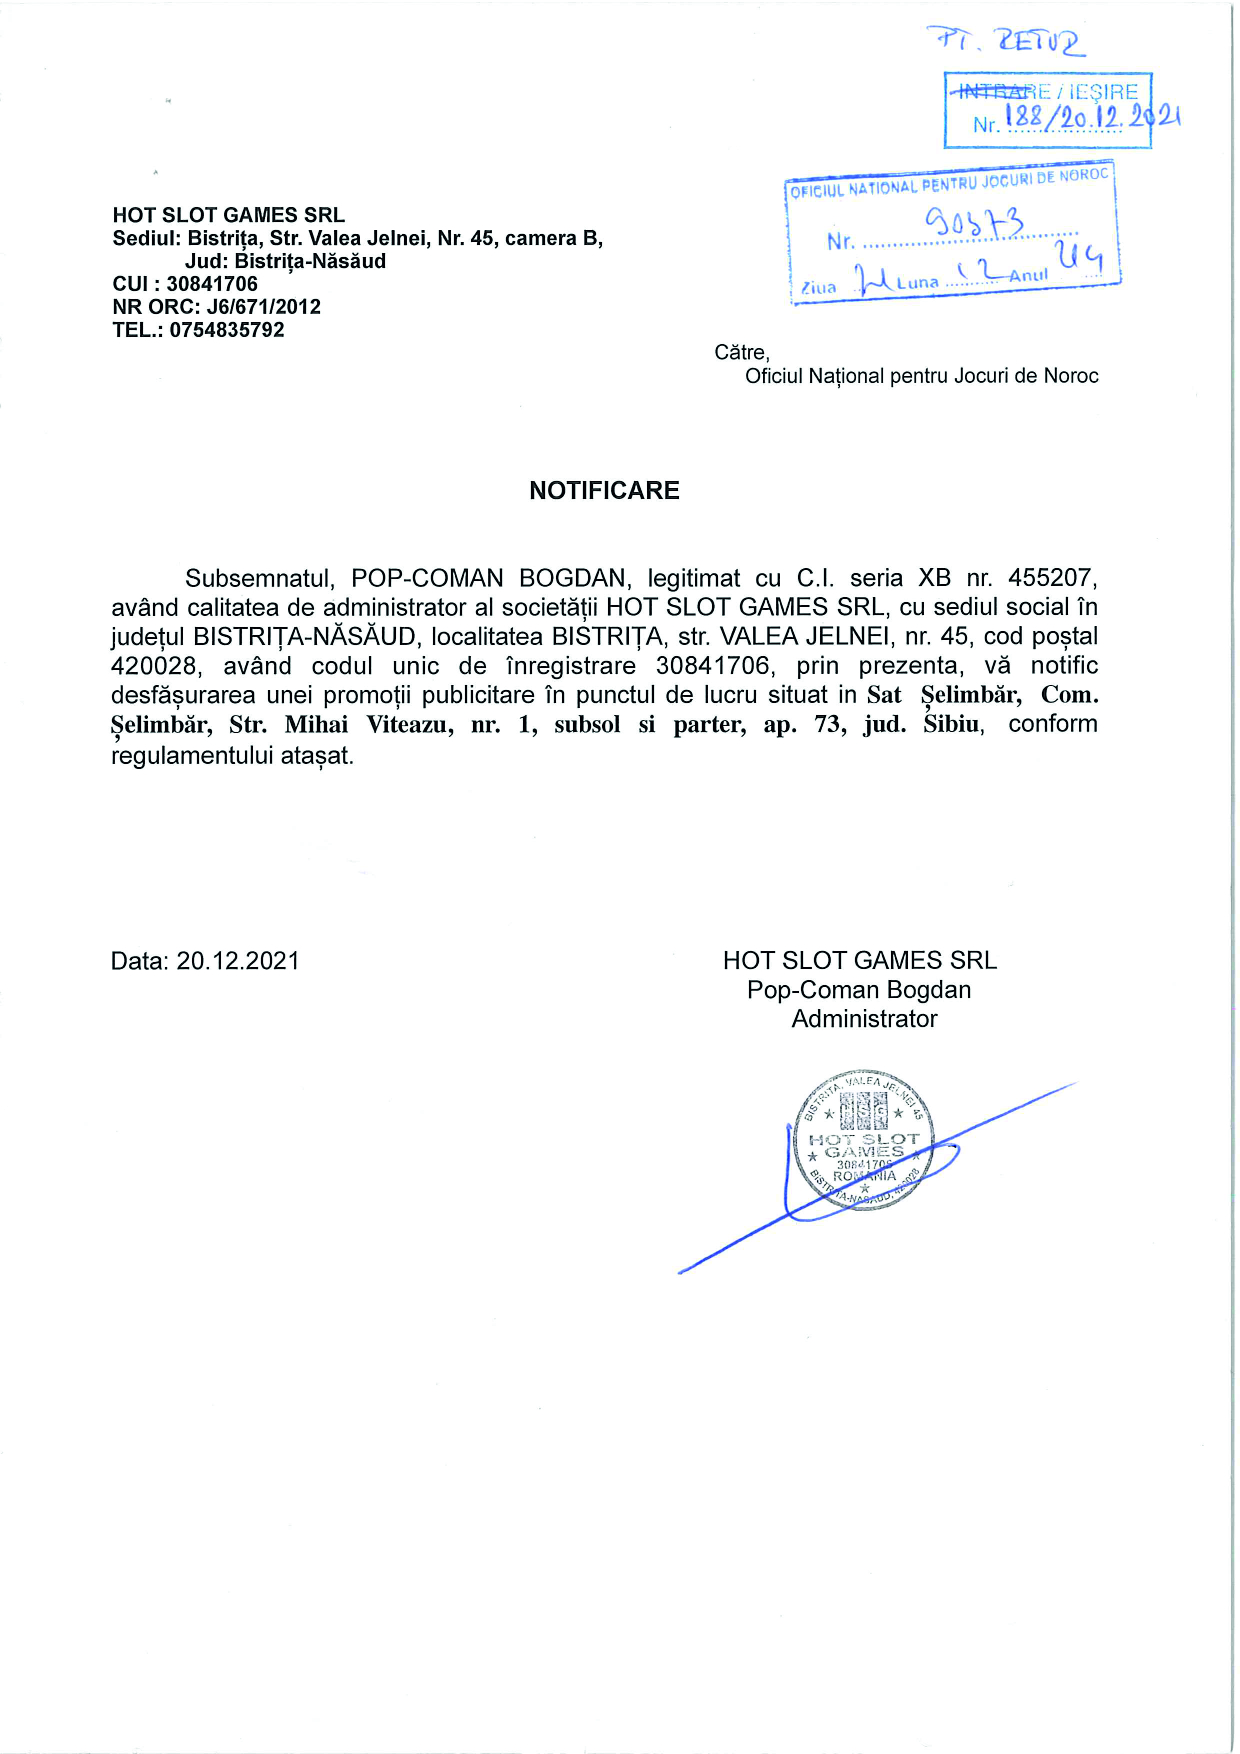 PT. RETUR
INTRARE / IEŞIRE
Nr. 188/20.12.2021
OFICIUL NATIONAL PENTRU JOCURI DE NOROC
Nr.
Ziua Luna 12 Anul
HOT SLOT GAMES SRL
Sediul: Bistrița, Str. Valea Jelnei, Nr. 45, camera B,
Jud: Bistrița-Năsăud
CUI : 30841706
NR ORC: J6/671/2012
TEL.: 0754835792
Către,
Oficiul Național pentru Jocuri de Noroc
NOTIFICARE
Subsemnatul, POP-COMAN BOGDAN, legitimat cu C.I. seria XB nr. 455207,
având calitatea de administrator al societății HOT SLOT GAMES SRL, cu sediul social în
județul BISTRIȚA-NĂSĂUD, localitatea BISTRIȚA, str. VALEA JELNEI, nr. 45, cod poștal
420028, având codul unic de înregistrare 30841706, prin prezenta, vă notific
desfășurarea unei promoții publicitare în punctul de lucru situat in Sat Șelimbăr, Com.
Șelimbăr, Str. Mihai Viteazu, nr. 1, subsol si parter, ap. 73, jud. Sibiu, conform
regulamentului atașat.
Data: 20.12.2021
HOT SLOT GAMES SRL
Pop-Coman Bogdan
Administrator
BISTRITA, VALEA JELNEI 45
HOT SLOT
GAMES
30841706
ROMANIA
BISTRITA-NASAUD, 420028